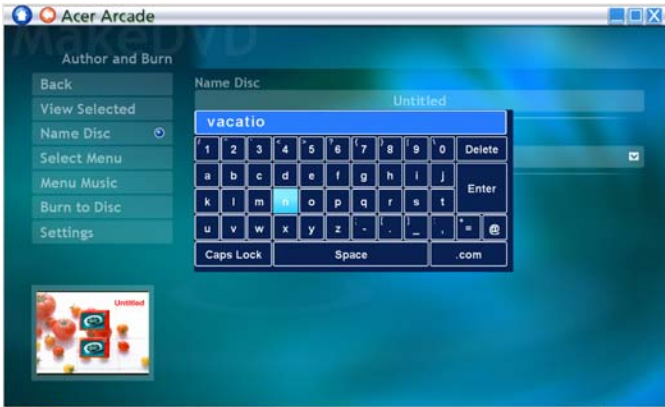 Acer Arcade
MakeDVD
Author and Burn
Back
View Selected
Name Disc
Select Menu
Menu Music
Burn to Disc
Settings
Untitled
Name Disc
Untitled
vacatio
1 2 3 4 5 6 7 8 9 0 Delete
a b c d e f g h i j
Enter
k l m n o p q r s t
u v w x y z - . _ , = @
Caps Lock Space .com